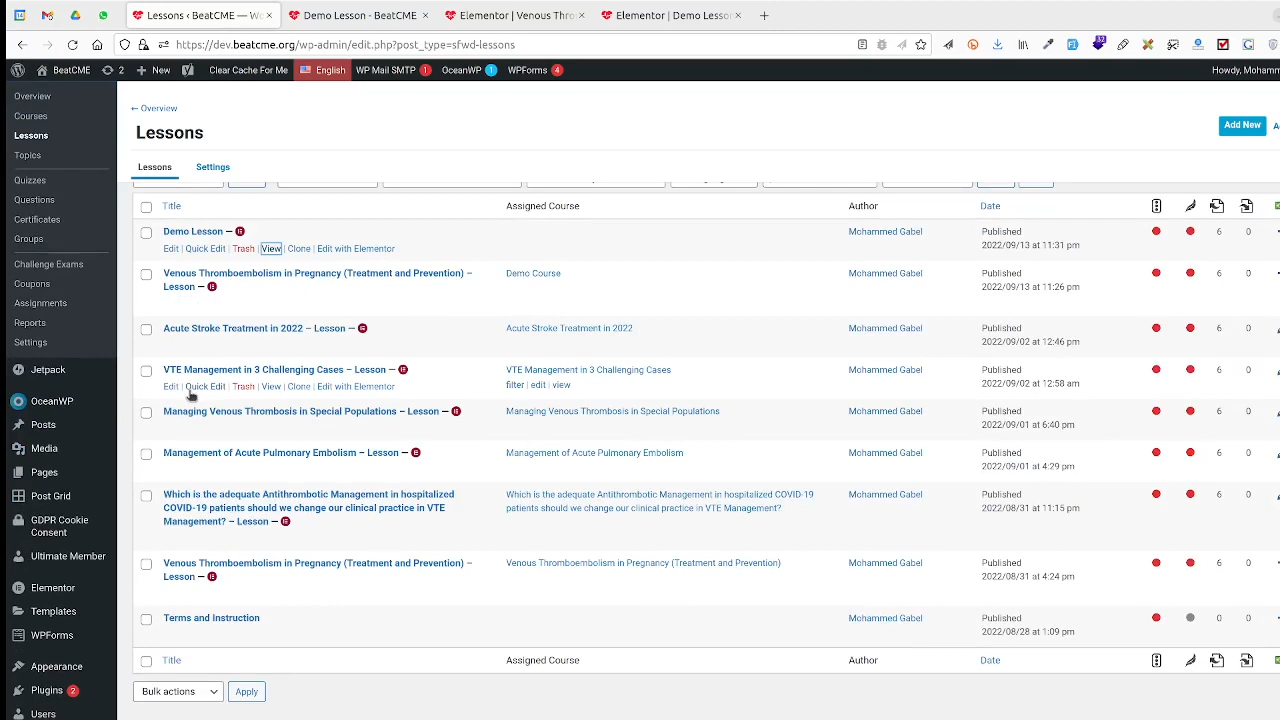 14
Lessons ‹ BeatCME — Wo
Demo Lesson - BeatCME
Elementor | Venous Thro
Elementor | Demo Lesson
https://dev.beatcme.org/wp-admin/edit.php?post_type=sfwd-lessons
32
BeatCME 2 New Clear Cache For Me English WP Mail SMTP 1 OceanWP 1 WPForms 4 Howdy, Mohamm
Overview
Courses
Lessons
Topics
Quizzes
Questions
Certificates
Groups
Challenge Exams
Coupons
Assignments
Reports
Settings
Jetpack
OceanWP
Posts
Media
Pages
Post Grid
GDPR Cookie
Consent
Ultimate Member
Elementor
Templates
WPForms
Appearance
Plugins 2
Users
← Overview
Lessons
Add New
Lessons Settings
Title Assigned Course Author Date
Demo Lesson — Mohammed Gabel Published 6 0
Edit | Quick Edit | Trash | View | Clone | Edit with Elementor 2022/09/13 at 11:31 pm
Venous Thromboembolism in Pregnancy (Treatment and Prevention) – Demo Course Mohammed Gabel Published 6 0
Lesson — 2022/09/13 at 11:26 pm
Acute Stroke Treatment in 2022 – Lesson — Acute Stroke Treatment in 2022 Mohammed Gabel Published 6 0
2022/09/02 at 12:46 pm
VTE Management in 3 Challenging Cases – Lesson — VTE Management in 3 Challenging Cases Mohammed Gabel Published 6 0
Edit | Quick Edit | Trash | View | Clone | Edit with Elementor filter | edit | view 2022/09/02 at 12:58 am
Managing Venous Thrombosis in Special Populations – Lesson — Managing Venous Thrombosis in Special Populations Mohammed Gabel Published 6 0
2022/09/01 at 6:40 pm
Management of Acute Pulmonary Embolism – Lesson — Management of Acute Pulmonary Embolism Mohammed Gabel Published 6 0
2022/09/01 at 4:29 pm
Which is the adequate Antithrombotic Management in hospitalized Which is the adequate Antithrombotic Management in hospitalized COVID-19 Mohammed Gabel Published 6 0
COVID-19 patients should we change our clinical practice in VTE patients should we change our clinical practice in VTE Management? 2022/08/31 at 11:15 pm
Management? – Lesson —
Venous Thromboembolism in Pregnancy (Treatment and Prevention) – Venous Thromboembolism in Pregnancy (Treatment and Prevention) Mohammed Gabel Published 6 0
Lesson — 2022/08/31 at 4:24 pm
Terms and Instruction Mohammed Gabel Published 0 0
2022/08/28 at 1:09 pm
Title Assigned Course Author Date
Bulk actions Apply